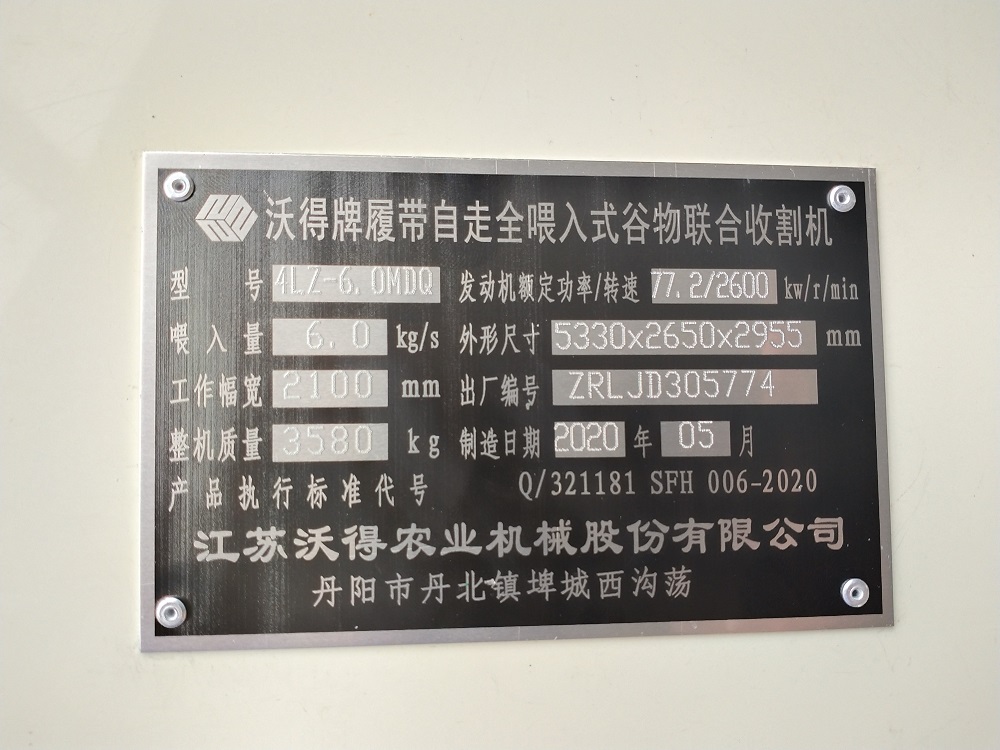 沃得牌履带自走全喂入式谷物联合收割机
型 号 4LZ-6.0MDQ 发动机额定功率/转速 77.2/2600 kw/r/min
喂入量 6.0 kg/s 外形尺寸 5330x2650x2955 mm
工作幅宽 2100 mm 出厂编号 ZRLJD305774
整机质量 3580 kg 制造日期 2020 年 05 月
产品执行标准代号 Q/321181 SFH 006-2020
江苏沃得农业机械股份有限公司
丹阳市丹北镇埤城西沟荡